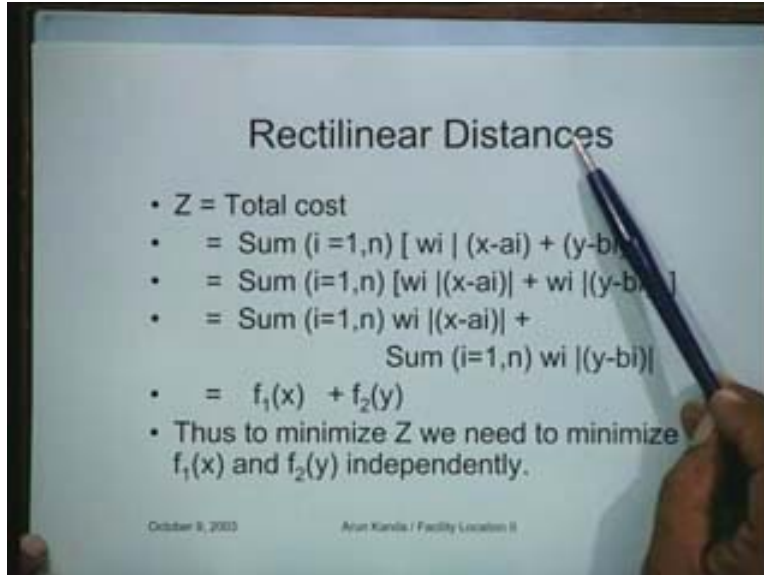 Rectilinear Distances
• Z = Total cost
• = Sum (i =1,n) [ wi | (x-ai) + (y-bi)
• = Sum (i=1,n) [wi |(x-ai)| + wi |(y-bi)| ]
• = Sum (i=1,n) wi |(x-ai)| +
Sum (i=1,n) wi |(y-bi)|
• = f₁(x) + f₂(y)
• Thus to minimize Z we need to minimize
f₁(x) and f₂(y) independently.
October 9, 2003 Arun Kanda / Facility Location II